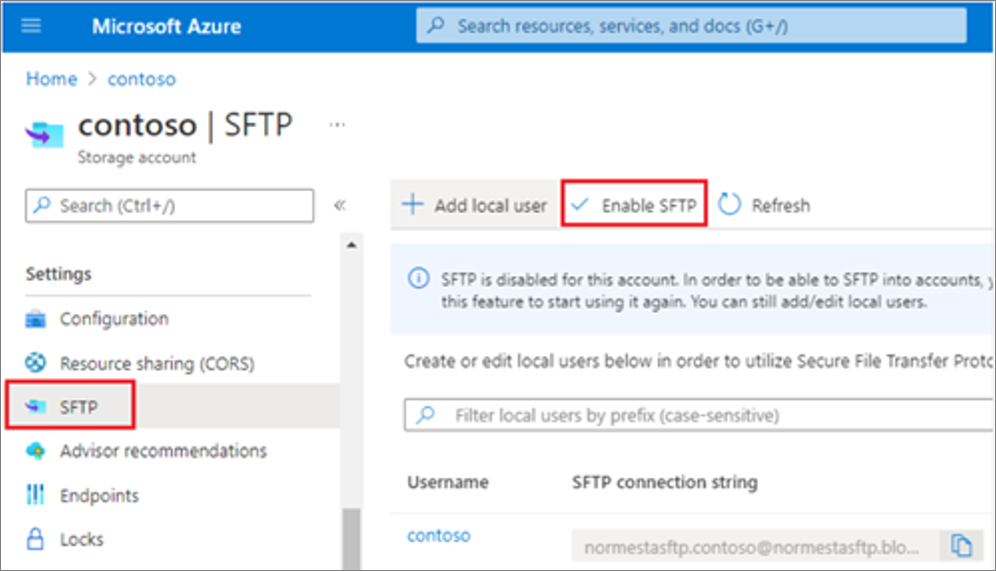 Microsoft Azure
Search resources, services, and docs (G+/)
Home > contoso
contoso | SFTP ...
Storage account
Search (Ctrl+/) «
Add local user
Enable SFTP
Refresh
Settings
Configuration
Resource sharing (CORS)
SFTP
Advisor recommendations
Endpoints
Locks
SFTP is disabled for this account. In order to be able to SFTP into accounts,
this feature to start using it again. You can still add/edit local users.
Create or edit local users below in order to utilize Secure File Transfer Proto
Filter local users by prefix (case-sensitive)
Username SFTP connection string
contoso normestasftp.contoso@normestasftp.blo...